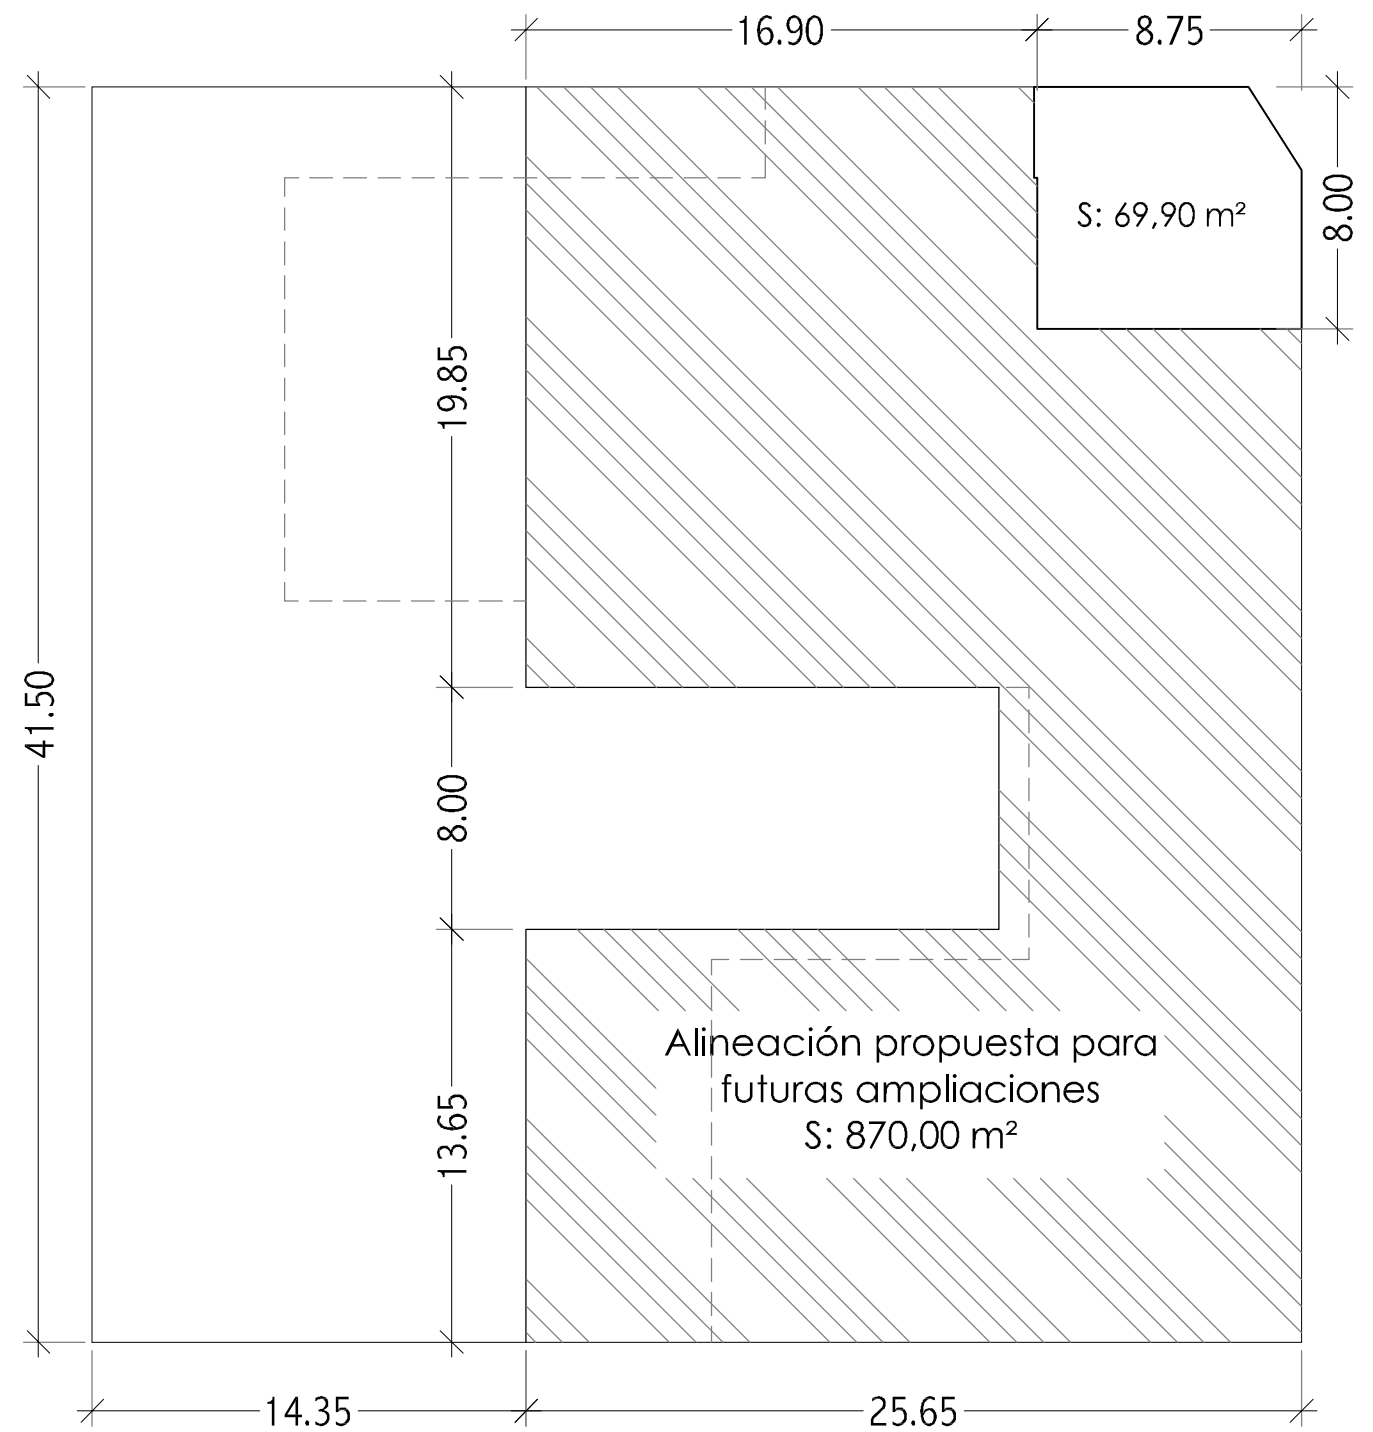 16.90
8.75
S: 69,90 m²
8.00
19.85
41.50
8.00
Alineación propuesta para
futuras ampliaciones
S: 870,00 m²
13.65
14.35
25.65